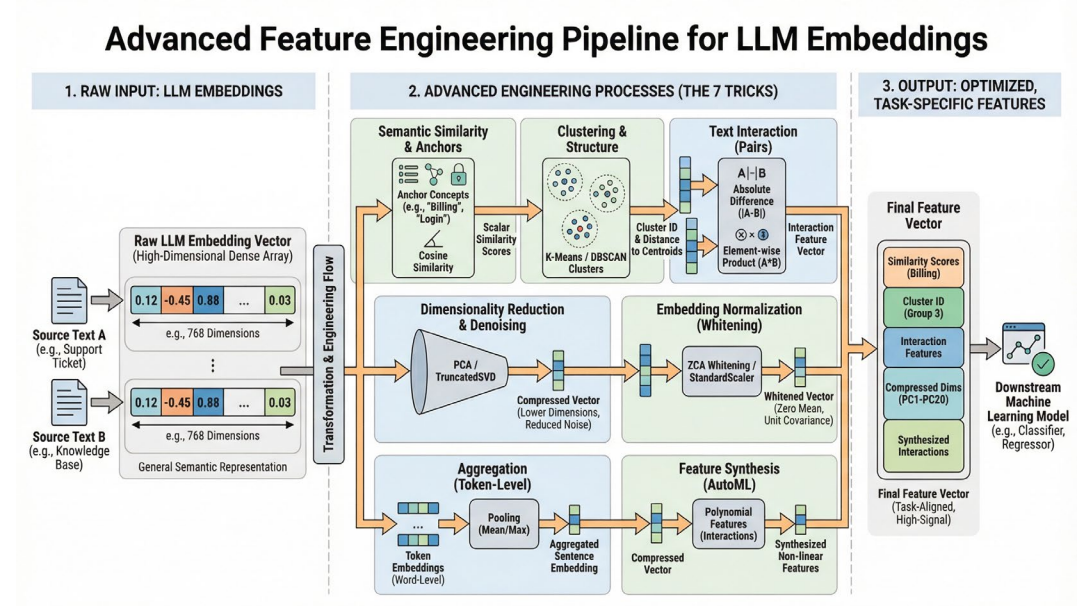 Advanced Feature Engineering Pipeline for LLM Embeddings
1. RAW INPUT: LLM EMBEDDINGS
Raw LLM Embedding Vector
(High-Dimensional Dense Array)
0.12 -0.45 0.88 ... 0.03
e.g., 768 Dimensions
Source Text A
(e.g., Support
Ticket)
⋮
0.12 -0.45 0.88 ... 0.03
e.g., 768 Dimensions
Source Text B
(e.g., Knowledge
Base)
General Semantic Representation
Transformation & Engineering Flow
2. ADVANCED ENGINEERING PROCESSES (THE 7 TRICKS)
Semantic Similarity
& Anchors
Anchor Concepts
(e.g., "Billing",
"Login")
Cosine
Similarity
Scalar
Similarity
Scores
Clustering &
Structure
K-Means / DBSCAN
Clusters
Cluster ID
& Distance
to Centroids
Text Interaction
(Pairs)
A|-|B
Absolute
Difference
(|A-B|)
Element-wise
Product (A*B)
Interaction
Feature
Vector
Dimensionality Reduction
& Denoising
PCA /
TruncatedSVD
Compressed Vector
(Lower Dimensions,
Reduced Noise)
Embedding Normalization
(Whitening)
ZCA Whitening /
StandardScaler
Whitened Vector
(Zero Mean,
Unit Covariance)
Aggregation
(Token-Level)
...
Token
Embeddings
(Word-Level)
Pooling
(Mean/Max)
Aggregated
Sentence
Embedding
Feature Synthesis
(AutoML)
Compressed
Vector
Polynomial
Features
(Interactions)
Synthesized
Non-linear
Features
3. OUTPUT: OPTIMIZED,
TASK-SPECIFIC FEATURES
Final Feature
Vector
Similarity Scores
(Billing)
Cluster ID
(Group 3)
Interaction
Features
Compressed Dims
(PC1-PC20)
Synthesized
Interactions
Final Feature Vector
(Task-Aligned,
High-Signal)
Downstream
Machine
Learning Model
(e.g., Classifier,
Regressor)